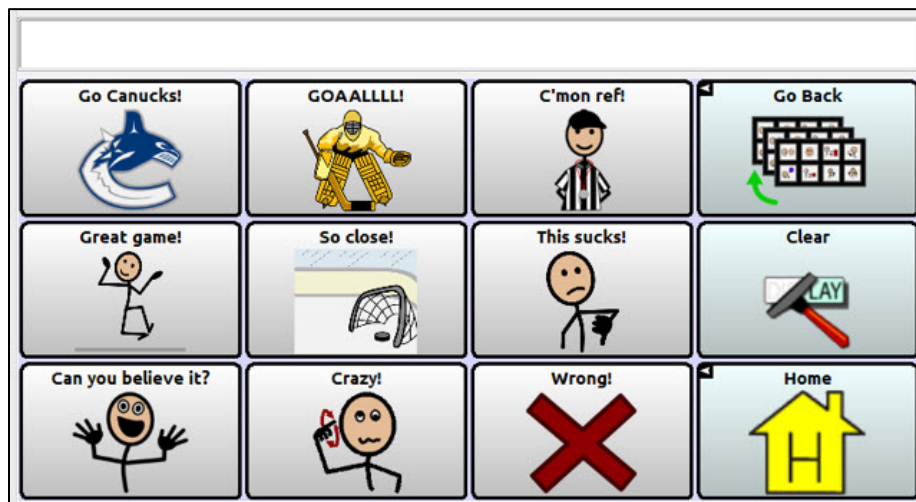 Go Canucks!
GOAALLLL!
C'mon ref!
Go Back
Great game!
So close!
This sucks!
Clear
DISPLAY
Can you believe it?
Crazy!
Wrong!
Home
H